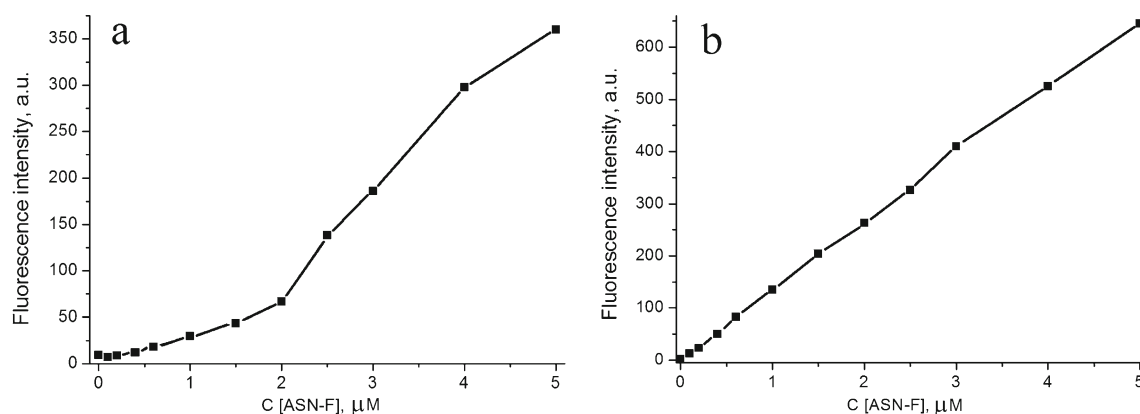 a
Fluorescence intensity, a.u.
350
300
250
200
150
100
50
0
0 1 2 3 4 5
C [ASN-F], μM
b
Fluorescence intensity, a.u.
600
500
400
300
200
100
0
0 1 2 3 4 5
C [ASN-F], μM